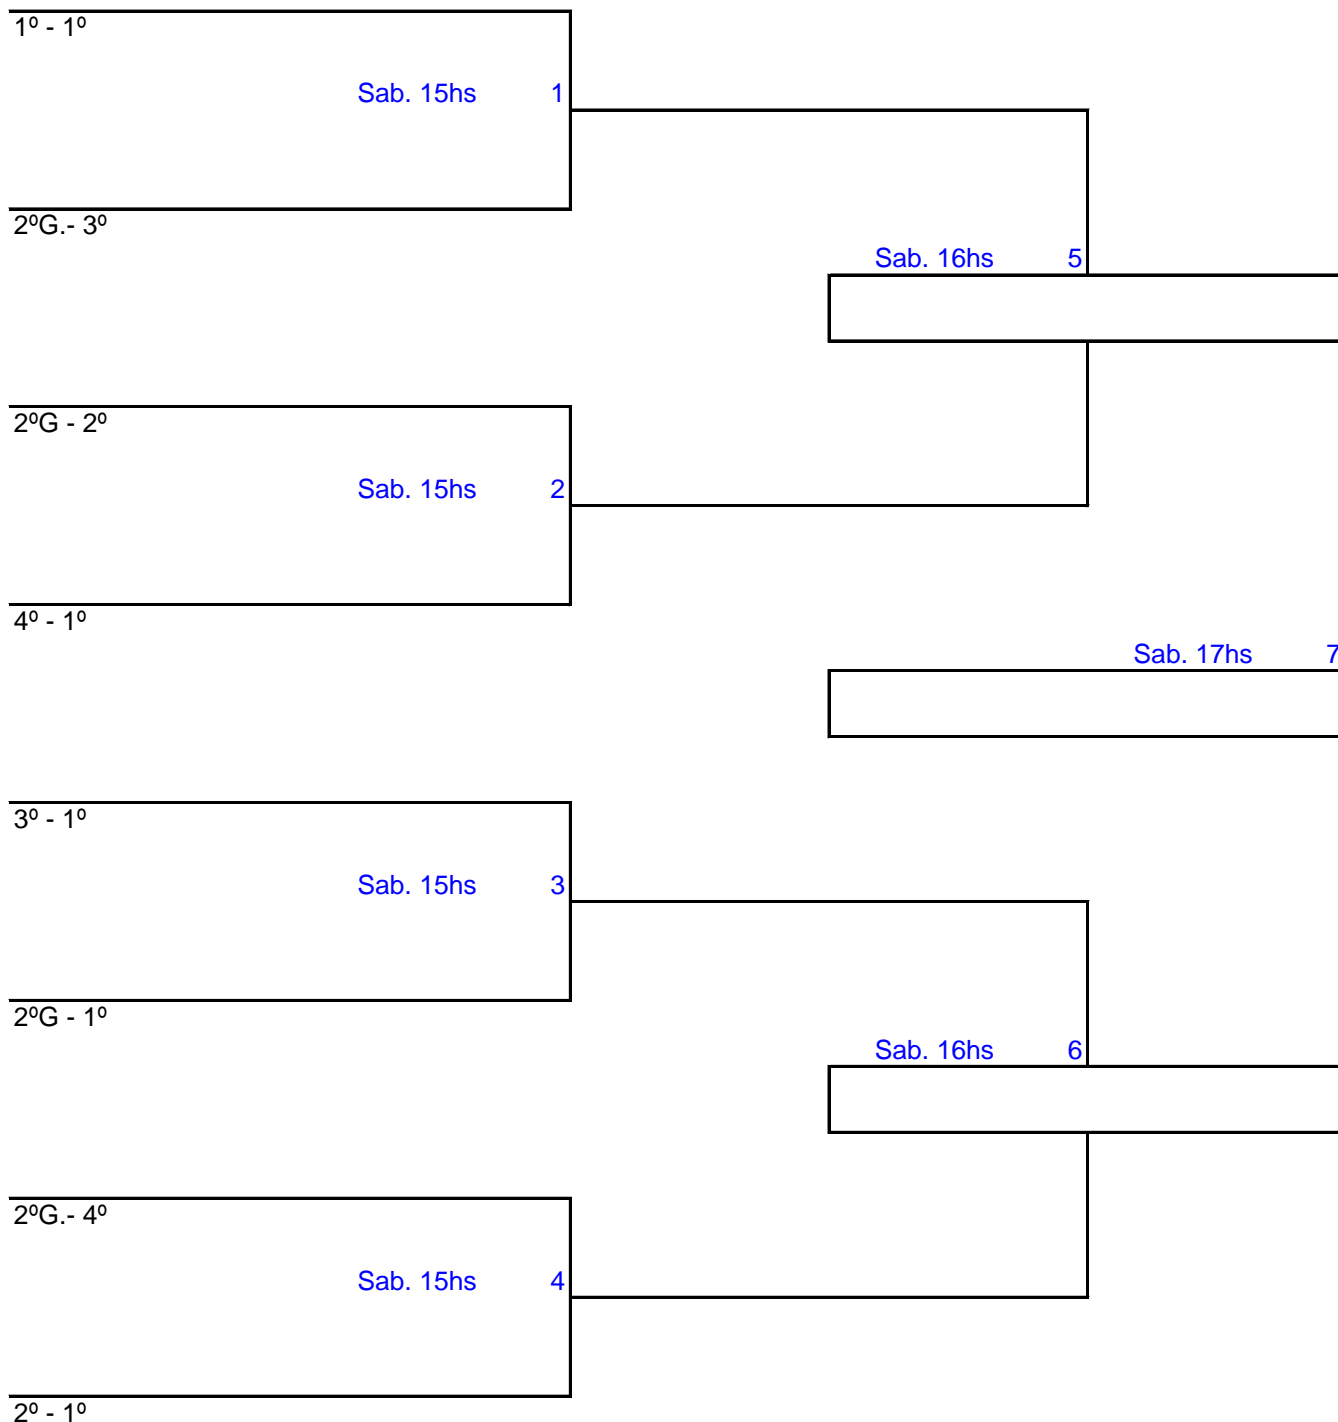 1º - 1º
Sab. 15hs 1
2ºG.- 3º
Sab. 16hs 5
2ºG - 2º
Sab. 15hs 2
4º - 1º
Sab. 17hs 7
3º - 1º
Sab. 15hs 3
2ºG - 1º
Sab. 16hs 6
2ºG.- 4º
Sab. 15hs 4
2º - 1º